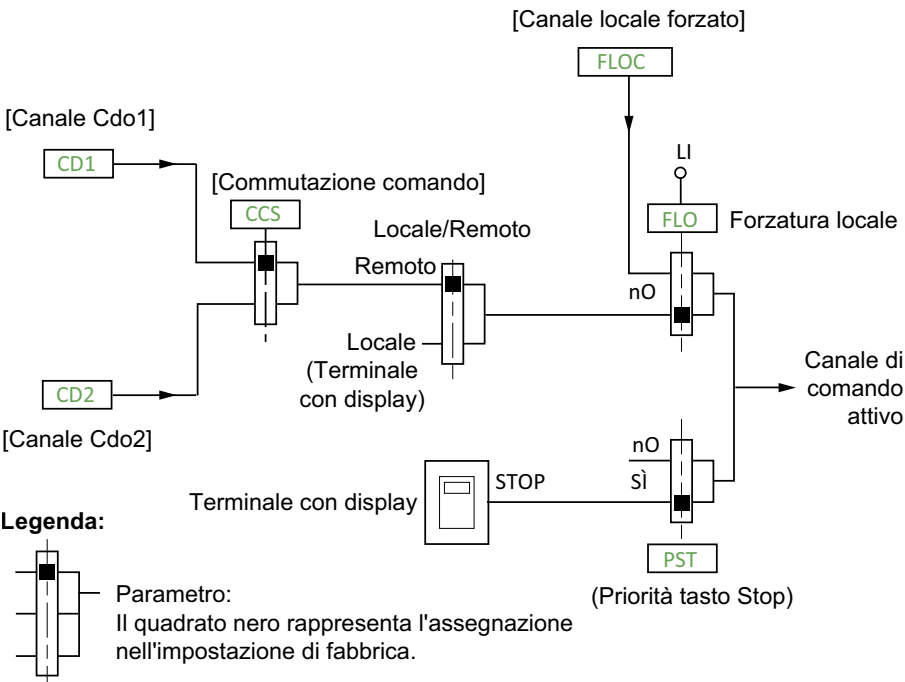 [Canale locale forzato]
FLOC
[Canale Cdo1]
CD1
LI
[Commutazione comando]
CCS
FLO
Forzatura locale
Locale/Remoto
Remoto
nO
Locale
(Terminale
con display)
Canale di
comando
attivo
CD2
[Canale Cdo2]
nO
STOP
SÌ
Terminale con display
Legenda:
PST
(Priorità tasto Stop)
Parametro:
Il quadrato nero rappresenta l'assegnazione
nell'impostazione di fabbrica.